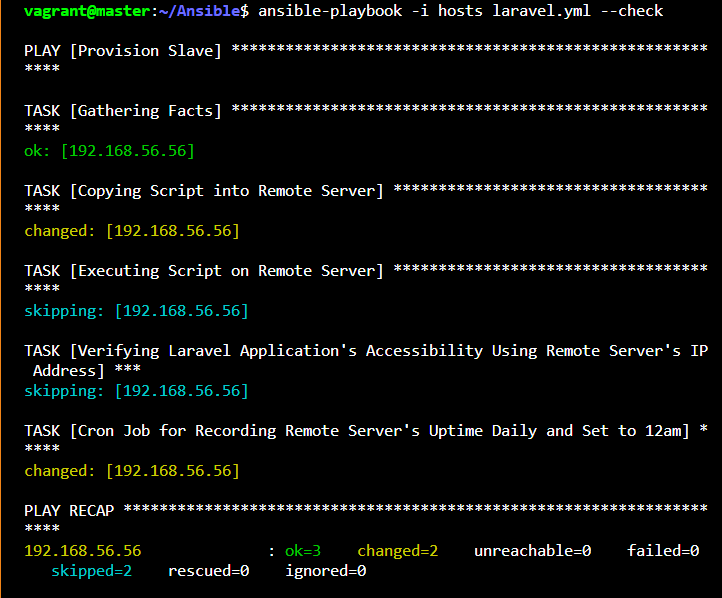 vagrant@master:~/Ansible$ ansible-playbook -i hosts laravel.yml --check
PLAY [Provision Slave] *****************************************************
****
TASK [Gathering Facts] *****************************************************
****
ok: [192.168.56.56]
TASK [Copying Script into Remote Server] ***********************************
****
changed: [192.168.56.56]
TASK [Executing Script on Remote Server] ***********************************
****
skipping: [192.168.56.56]
TASK [Verifying Laravel Application's Accessibility Using Remote Server's IP
 Address] ***
skipping: [192.168.56.56]
TASK [Cron Job for Recording Remote Server's Uptime Daily and Set to 12am] *
****
changed: [192.168.56.56]
PLAY RECAP *****************************************************************
****
192.168.56.56              : ok=3    changed=2    unreachable=0    failed=0
   skipped=2    rescued=0    ignored=0